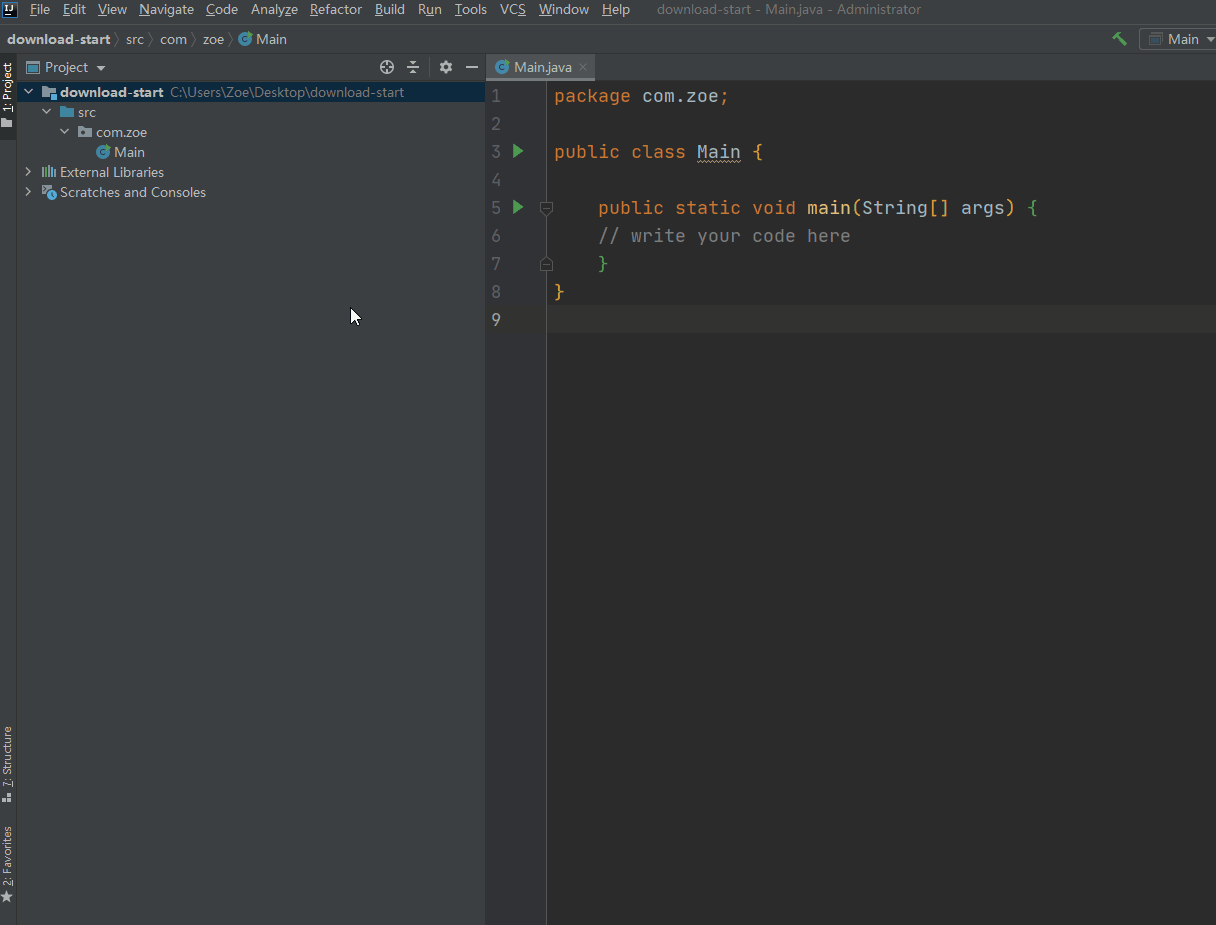 File Edit View Navigate Code Analyze Refactor Build Run Tools VCS Window Help download-start - Main.java - Administrator
download-start src com zoe Main Main
1: Project
Project
download-start C:\Users\Zoe\Desktop\download-start
src
com.zoe
Main
External Libraries
Scratches and Consoles
7: Structure
2: Favorites
Main.java
1 package com.zoe;
2
3 public class Main {
4
5 public static void main(String[] args) {
6 // write your code here
7 }
8 }
9